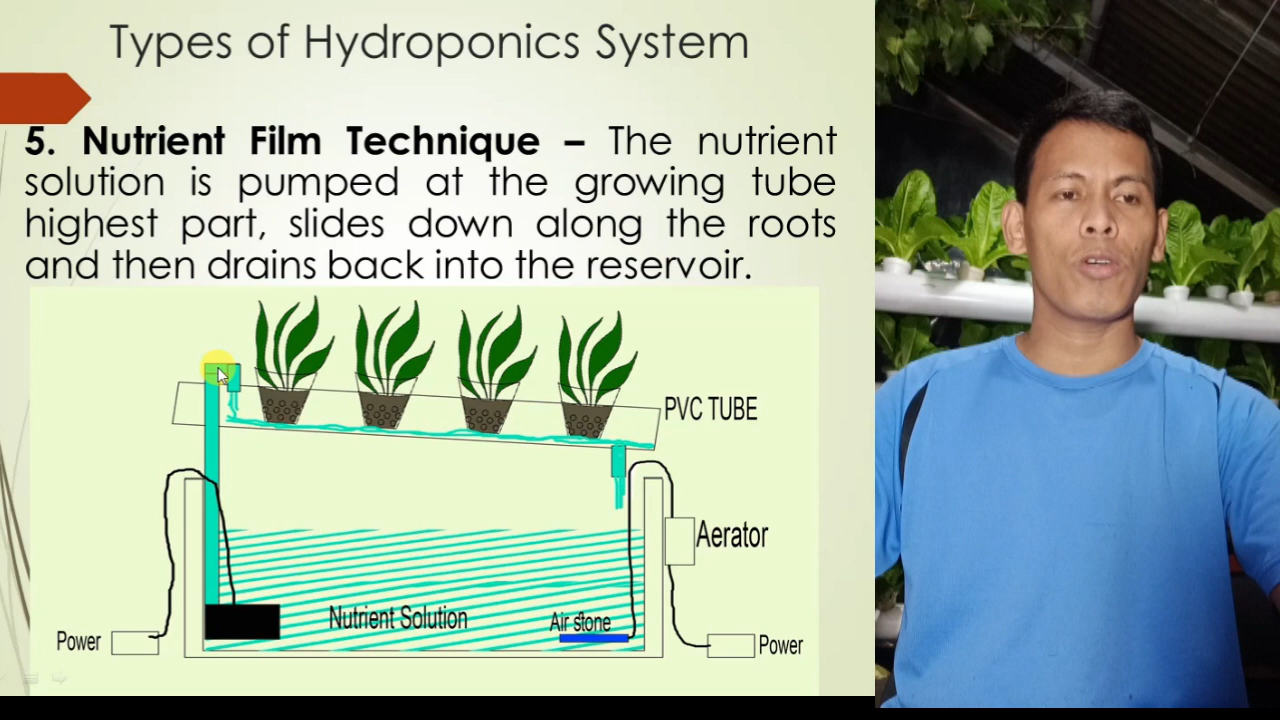 Types of Hydroponics System
5. Nutrient Film Technique – The nutrient
solution is pumped at the growing tube
highest part, slides down along the roots
and then drains back into the reservoir.
PVC TUBE
Aerator
Nutrient Solution
Air stone
Power
Power